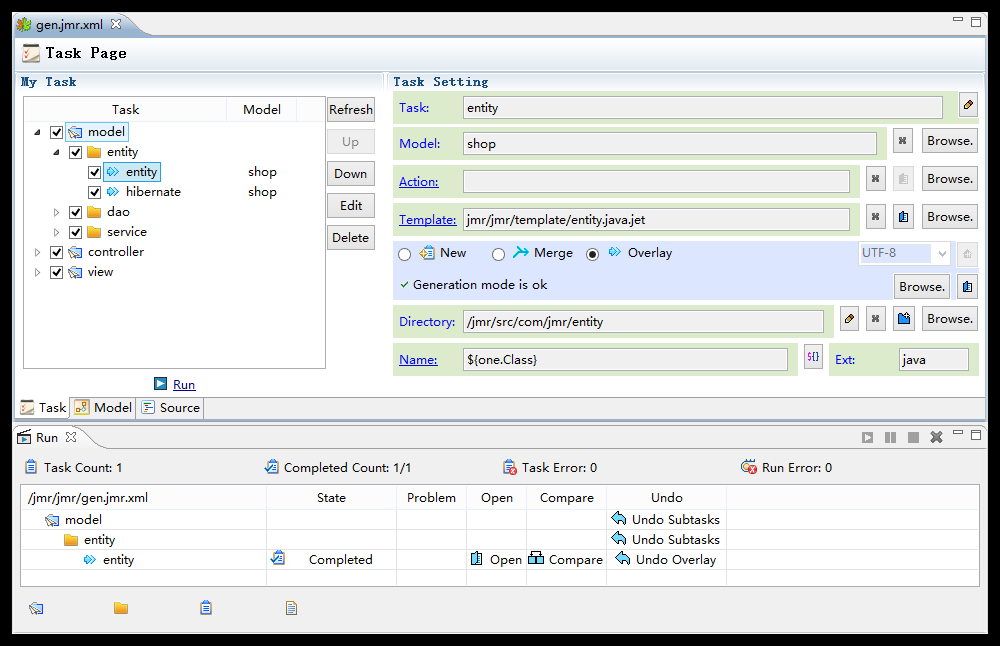 gen.jmr.xml
Task Page
My Task
Task Setting
Task Model
model
entity
entity shop
hibernate shop
dao
service
controller
view
Refresh
Up
Down
Edit
Delete
Run
Task: entity
Model: shop Browse.
Action: Browse.
Template: jmr/jmr/template/entity.java.jet Browse.
New Merge Overlay UTF-8
Generation mode is ok Browse.
Directory: /jmr/src/com/jmr/entity Browse.
Name: ${one.Class} ${} Ext: java
Task Model Source
Run
Task Count: 1 Completed Count: 1/1 Task Error: 0 Run Error: 0
/jmr/jmr/gen.jmr.xml State Problem Open Compare Undo
model Undo Subtasks
entity Undo Subtasks
entity Completed Open Compare Undo Overlay